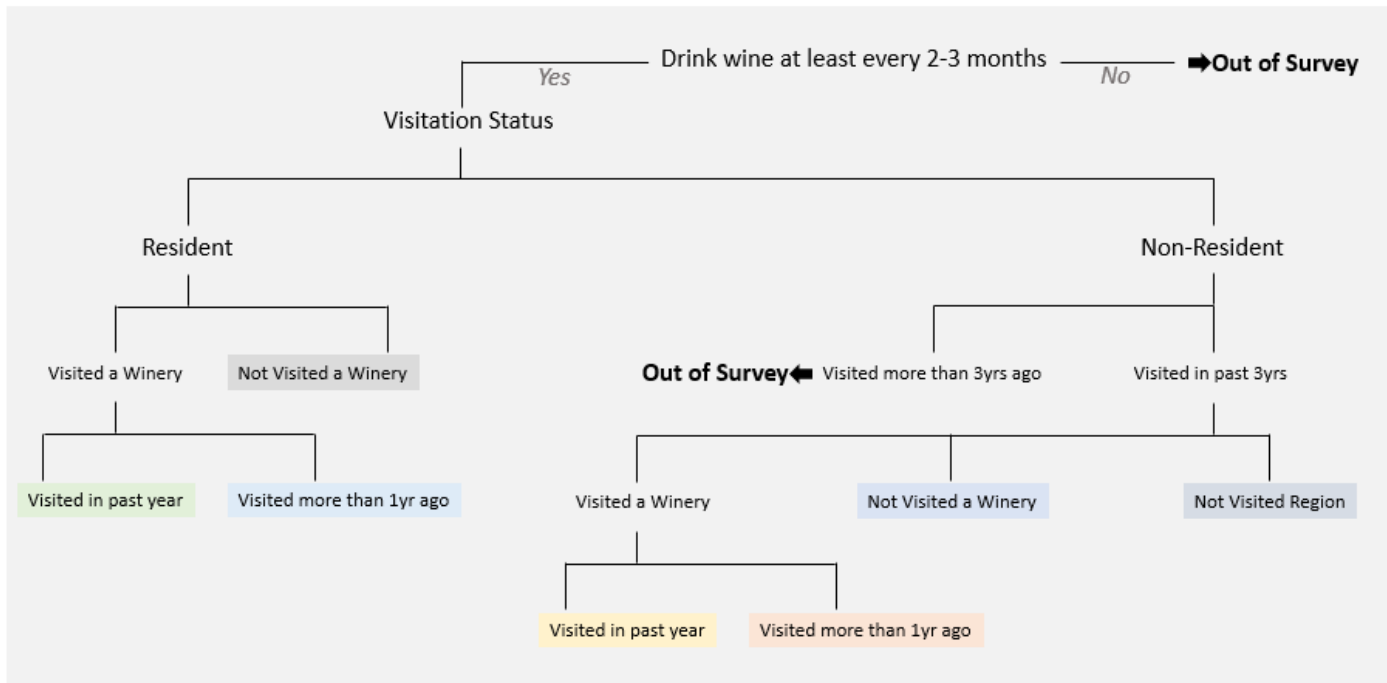 Drink wine at least every 2-3 months
Yes
No
➡Out of Survey
Visitation Status
Resident
Non-Resident
Visited a Winery
Not Visited a Winery
Out of Survey⬅
Visited more than 3yrs ago
Visited in past 3yrs
Visited in past year
Visited more than 1yr ago
Visited a Winery
Not Visited a Winery
Not Visited Region
Visited in past year
Visited more than 1yr ago